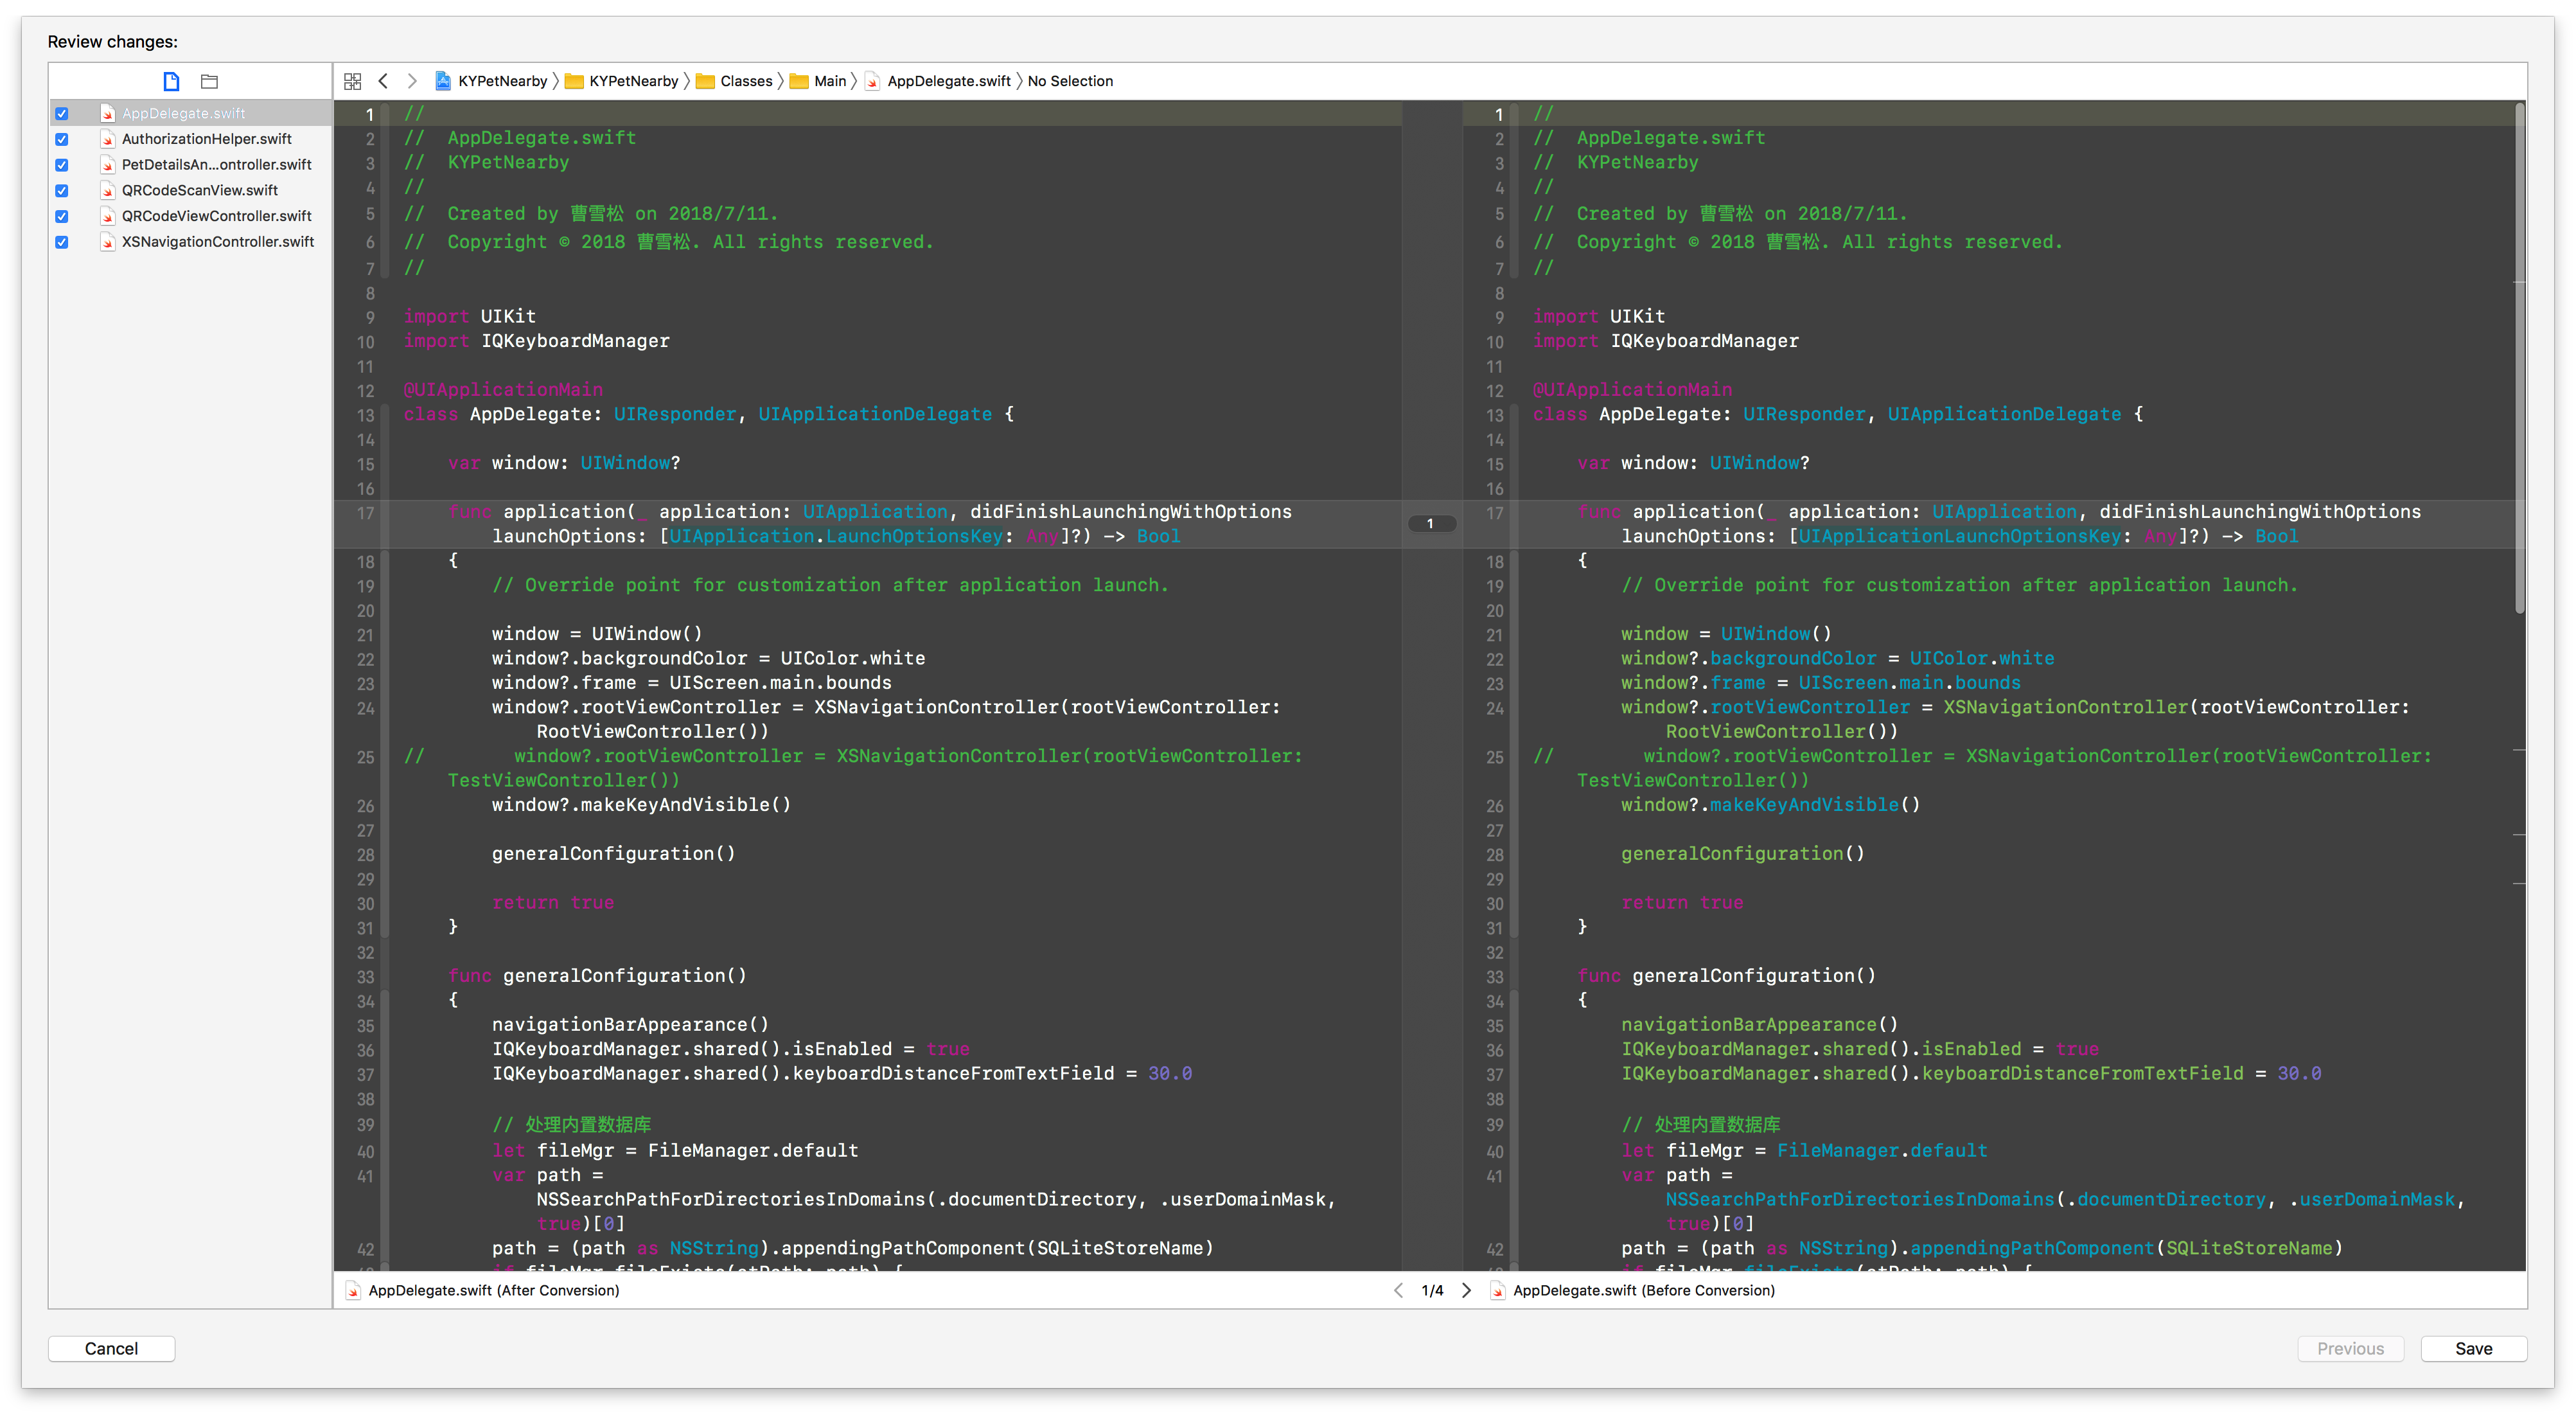 Review changes:
KYPetNearby KYPetNearby Classes Main AppDelegate.swift No Selection
AppDelegate.swift
AuthorizationHelper.swift
PetDetailsAn...ontroller.swift
QRCodeScanView.swift
QRCodeViewController.swift
XSNavigationController.swift
1 //
2 // AppDelegate.swift
3 // KYPetNearby
4 //
5 // Created by 曹雪松 on 2018/7/11.
6 // Copyright © 2018 曹雪松. All rights reserved.
7 //
8
9 import UIKit
10 import IQKeyboardManager
11
12 @UIApplicationMain
13 class AppDelegate: UIResponder, UIApplicationDelegate {
14
15 var window: UIWindow?
16
17 func application(_ application: UIApplication, didFinishLaunchingWithOptions
launchOptions: [UIApplication.LaunchOptionsKey: Any]?) -> Bool
18 {
19 // Override point for customization after application launch.
20
21 window = UIWindow()
22 window?.backgroundColor = UIColor.white
23 window?.frame = UIScreen.main.bounds
24 window?.rootViewController = XSNavigationController(rootViewController:
RootViewController())
25 // window?.rootViewController = XSNavigationController(rootViewController:
TestViewController())
26 window?.makeKeyAndVisible()
27
28 generalConfiguration()
29
30 return true
31 }
32
33 func generalConfiguration()
34 {
35 navigationBarAppearance()
36 IQKeyboardManager.shared().isEnabled = true
37 IQKeyboardManager.shared().keyboardDistanceFromTextField = 30.0
38
39 // 处理内置数据库
40 let fileMgr = FileManager.default
41 var path =
NSSearchPathForDirectoriesInDomains(.documentDirectory, .userDomainMask,
true)[0]
42 path = (path as NSString).appendingPathComponent(SQLiteStoreName)
1
1 //
2 // AppDelegate.swift
3 // KYPetNearby
4 //
5 // Created by 曹雪松 on 2018/7/11.
6 // Copyright © 2018 曹雪松. All rights reserved.
7 //
8
9 import UIKit
10 import IQKeyboardManager
11
12 @UIApplicationMain
13 class AppDelegate: UIResponder, UIApplicationDelegate {
14
15 var window: UIWindow?
16
17 func application(_ application: UIApplication, didFinishLaunchingWithOptions
launchOptions: [UIApplicationLaunchOptionsKey: Any]?) -> Bool
18 {
19 // Override point for customization after application launch.
20
21 window = UIWindow()
22 window?.backgroundColor = UIColor.white
23 window?.frame = UIScreen.main.bounds
24 window?.rootViewController = XSNavigationController(rootViewController:
RootViewController())
25 // window?.rootViewController = XSNavigationController(rootViewController:
TestViewController())
26 window?.makeKeyAndVisible()
27
28 generalConfiguration()
29
30 return true
31 }
32
33 func generalConfiguration()
34 {
35 navigationBarAppearance()
36 IQKeyboardManager.shared().isEnabled = true
37 IQKeyboardManager.shared().keyboardDistanceFromTextField = 30.0
38
39 // 处理内置数据库
40 let fileMgr = FileManager.default
41 var path =
NSSearchPathForDirectoriesInDomains(.documentDirectory, .userDomainMask,
true)[0]
42 path = (path as NSString).appendingPathComponent(SQLiteStoreName)
AppDelegate.swift (After Conversion)
1/4
AppDelegate.swift (Before Conversion)
Cancel
Previous
Save